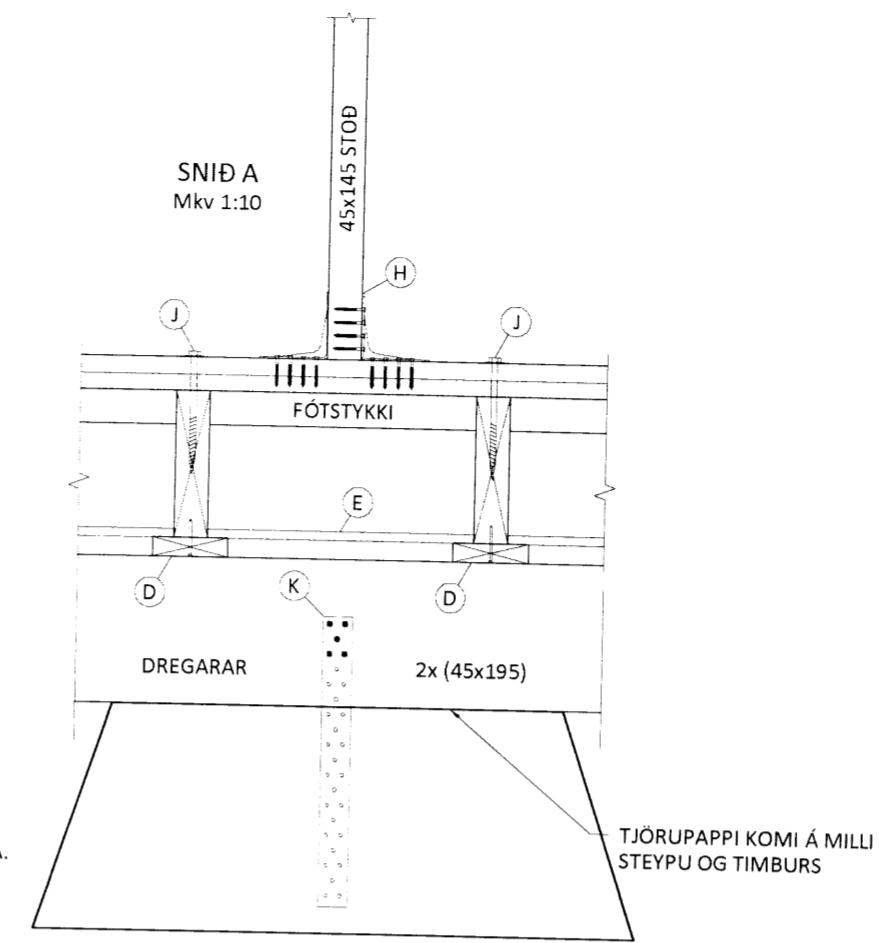 SNIÐ A
Mkv 1:10
45x145 STOÐ
H
J
J
FÓTSTYKKI
E
D
D
K
DREGARAR
2x (45x195)
TJÖRUPAPPI KOMI Á MILLI
STEYPU OG TIMBURS